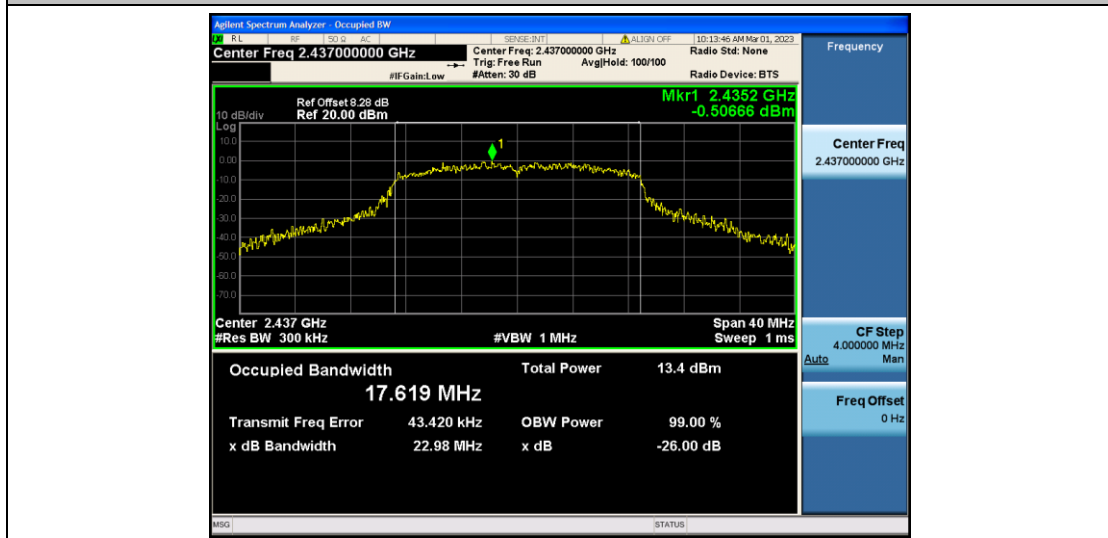 Agilent Spectrum Analyzer - Occupied BW
RL RF 50 Ω AC SENSE:INT ALIGN OFF 10:13:46 AM Mar 01, 2023
Center Freq 2.437000000 GHz Center Freq: 2.437000000 GHz Radio Std: None
Trig: Free Run Avg|Hold: 100/100
#IFGain:Low #Atten: 30 dB Radio Device: BTS
Mkr1 2.4352 GHz
-0.50666 dBm
Ref Offset 8.28 dB
10 dB/div Ref 20.00 dBm
Log
10.0
0.00
-10.0
-20.0
-30.0
-40.0
-50.0
-60.0
-70.0
1
Center 2.437 GHz Span 40 MHz
#Res BW 300 kHz #VBW 1 MHz Sweep 1 ms
Occupied Bandwidth Total Power 13.4 dBm
17.619 MHz
Transmit Freq Error 43.420 kHz OBW Power 99.00 %
x dB Bandwidth 22.98 MHz x dB -26.00 dB
MSG STATUS
Frequency
Center Freq
2.437000000 GHz
CF Step
4.000000 MHz
Auto Man
Freq Offset
0 Hz